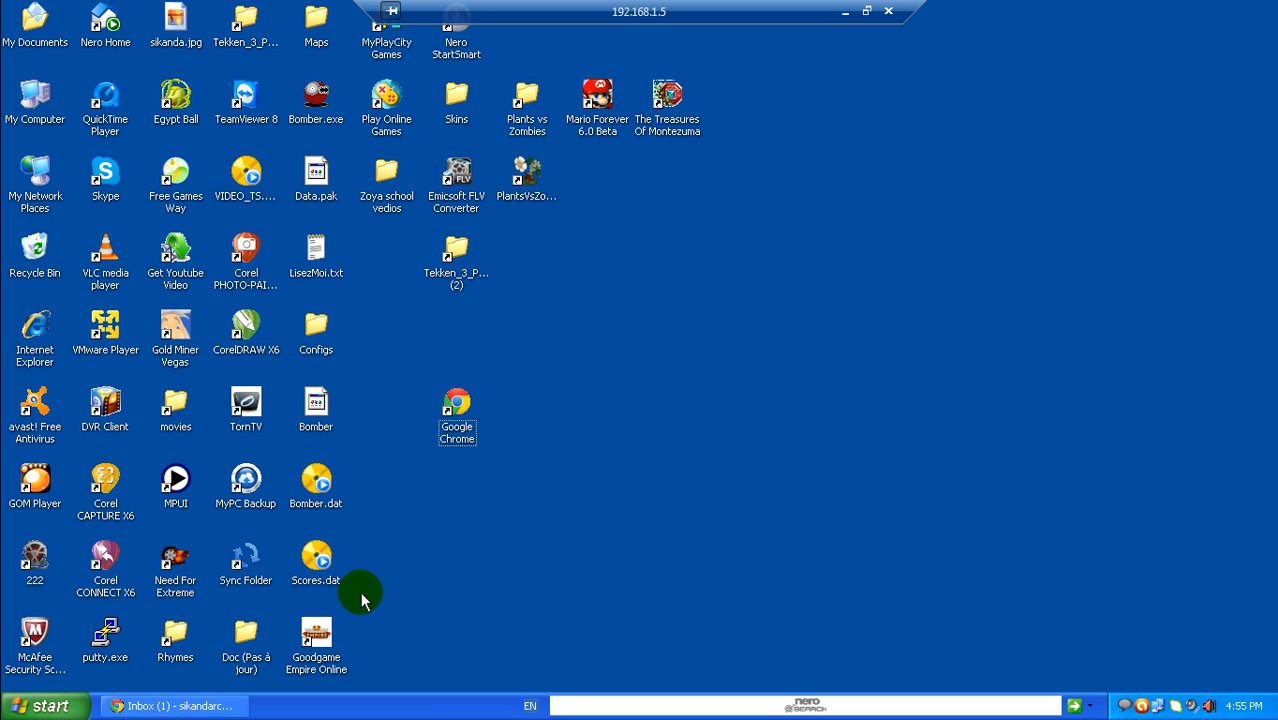 192.168.1.5
My Documents
Nero Home
sikanda.jpg
Tekken_3_P...
Maps
MyPlayCity
Games
Nero
StartSmart
My Computer
QuickTime
Player
Egypt Ball
TeamViewer 8
Bomber.exe
Play Online
Games
Skins
Plants vs
Zombies
Mario Forever
6.0 Beta
The Treasures
Of Montezuma
My Network
Places
Skype
Free Games
Way
VIDEO_TS....
Data.pak
Zoya school
vedios
Emicsoft FLV
Converter
FLV
PlantsVsZo...
Recycle Bin
VLC media
player
Get Youtube
Video
Corel
PHOTO-PAI...
LisezMoi.txt
Tekken_3_P...
(2)
Internet
Explorer
VMware Player
Gold Miner
Vegas
CorelDRAW X6
Configs
avast! Free
Antivirus
DVR Client
movies
TornTV
Bomber
Google
Chrome
GOM Player
Corel
CAPTURE X6
MPUI
MyPC Backup
Bomber.dat
222
Corel
CONNECT X6
Need For
Extreme
Sync Folder
Scores.dat
McAfee
Security Sc...
putty.exe
Rhymes
Doc (Pas à
jour)
EMPIRE
Goodgame
Empire Online
start
Inbox (1) - sikandarc...
EN
nero
SEARCH
4:55 PM